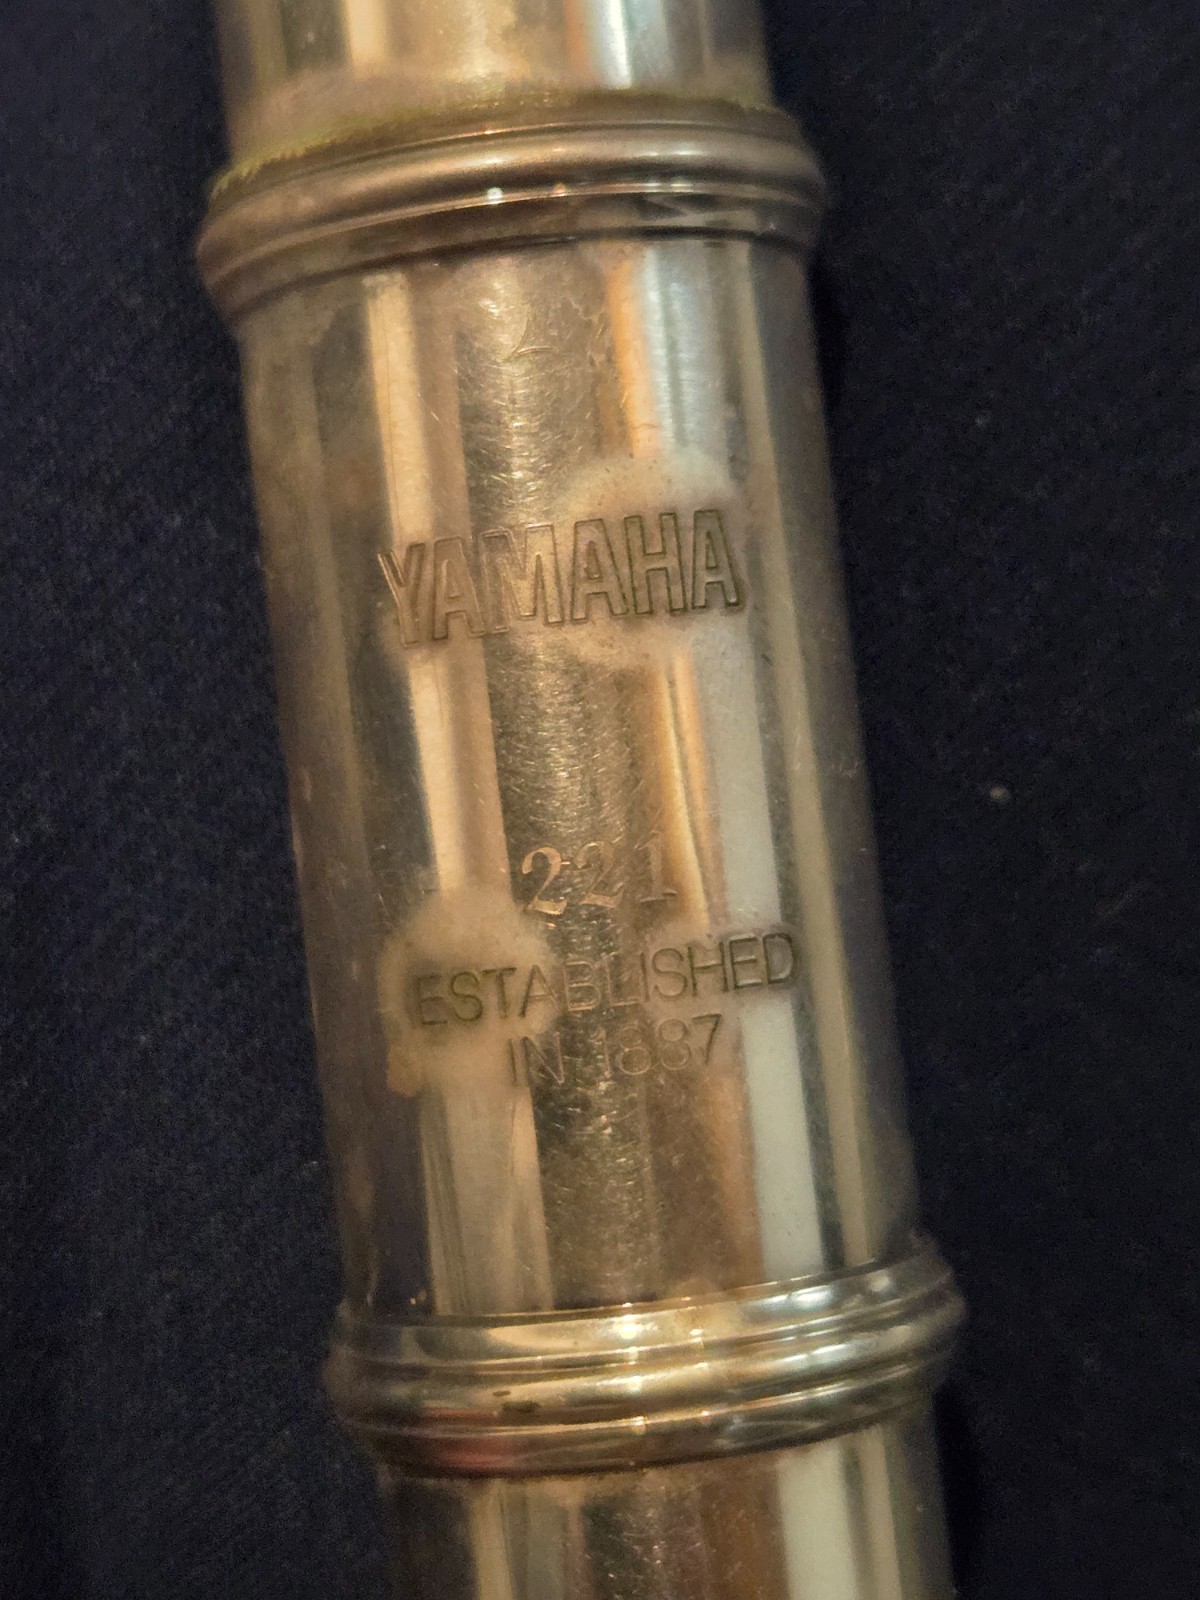 YAMAHA
221
ESTABLISHED
IN 1887